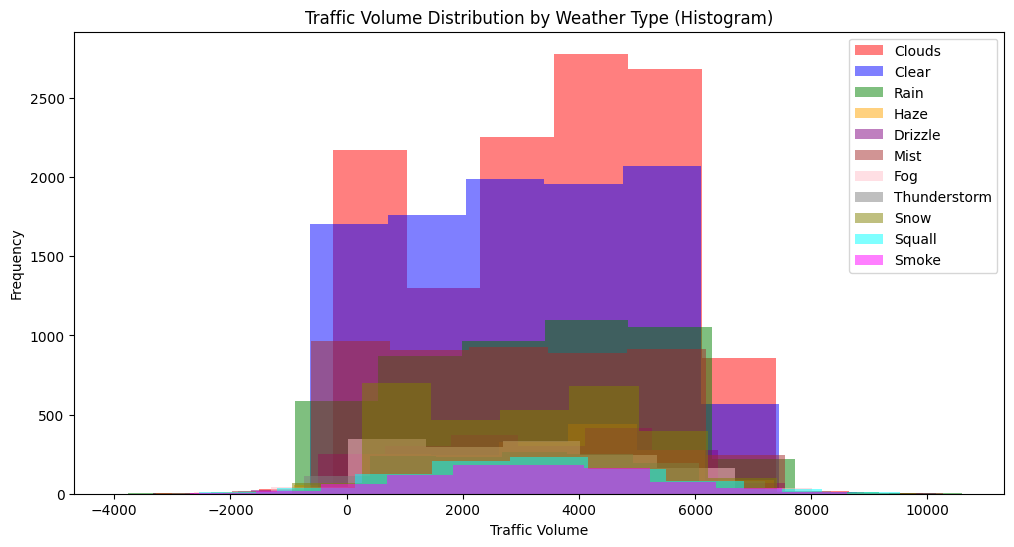 Traffic Volume Distribution by Weather Type (Histogram)
Frequency
2500
2000
1500
1000
500
0
Clouds
Clear
Rain
Haze
Drizzle
Mist
Fog
Thunderstorm
Snow
Squall
Smoke
−4000 −2000 0 2000 4000 6000 8000 10000
Traffic Volume